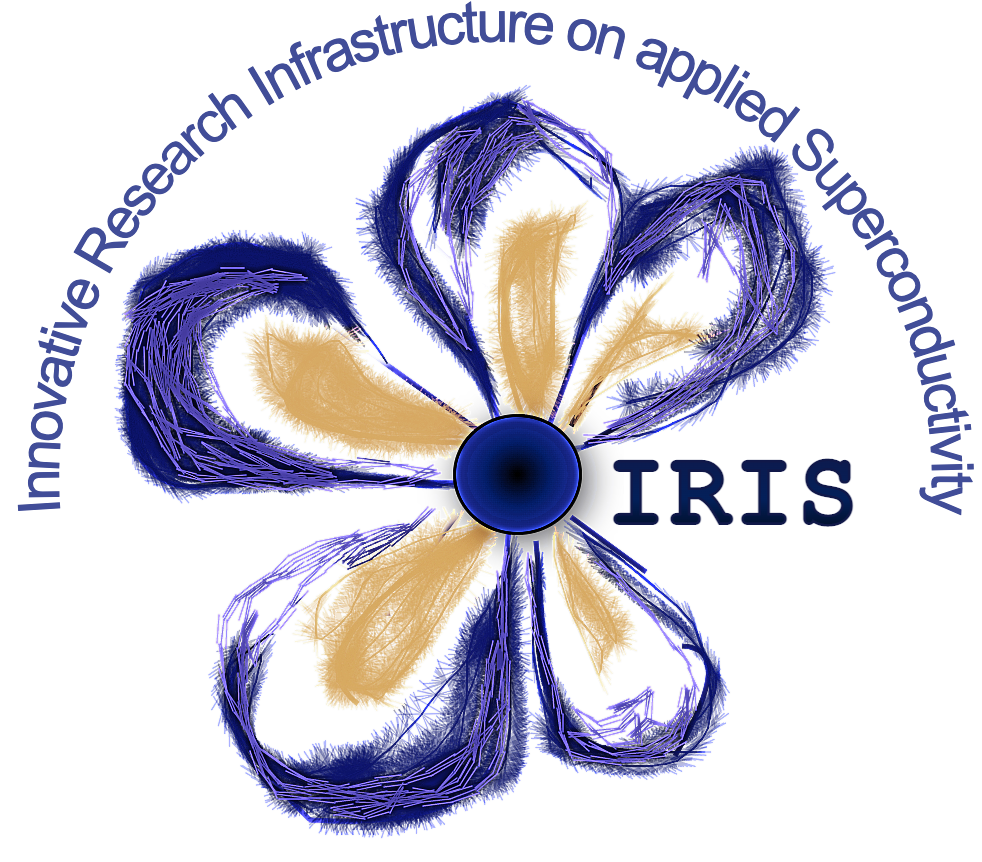 Innovative Research Infrastructure on applied Superconductivity
IRIS